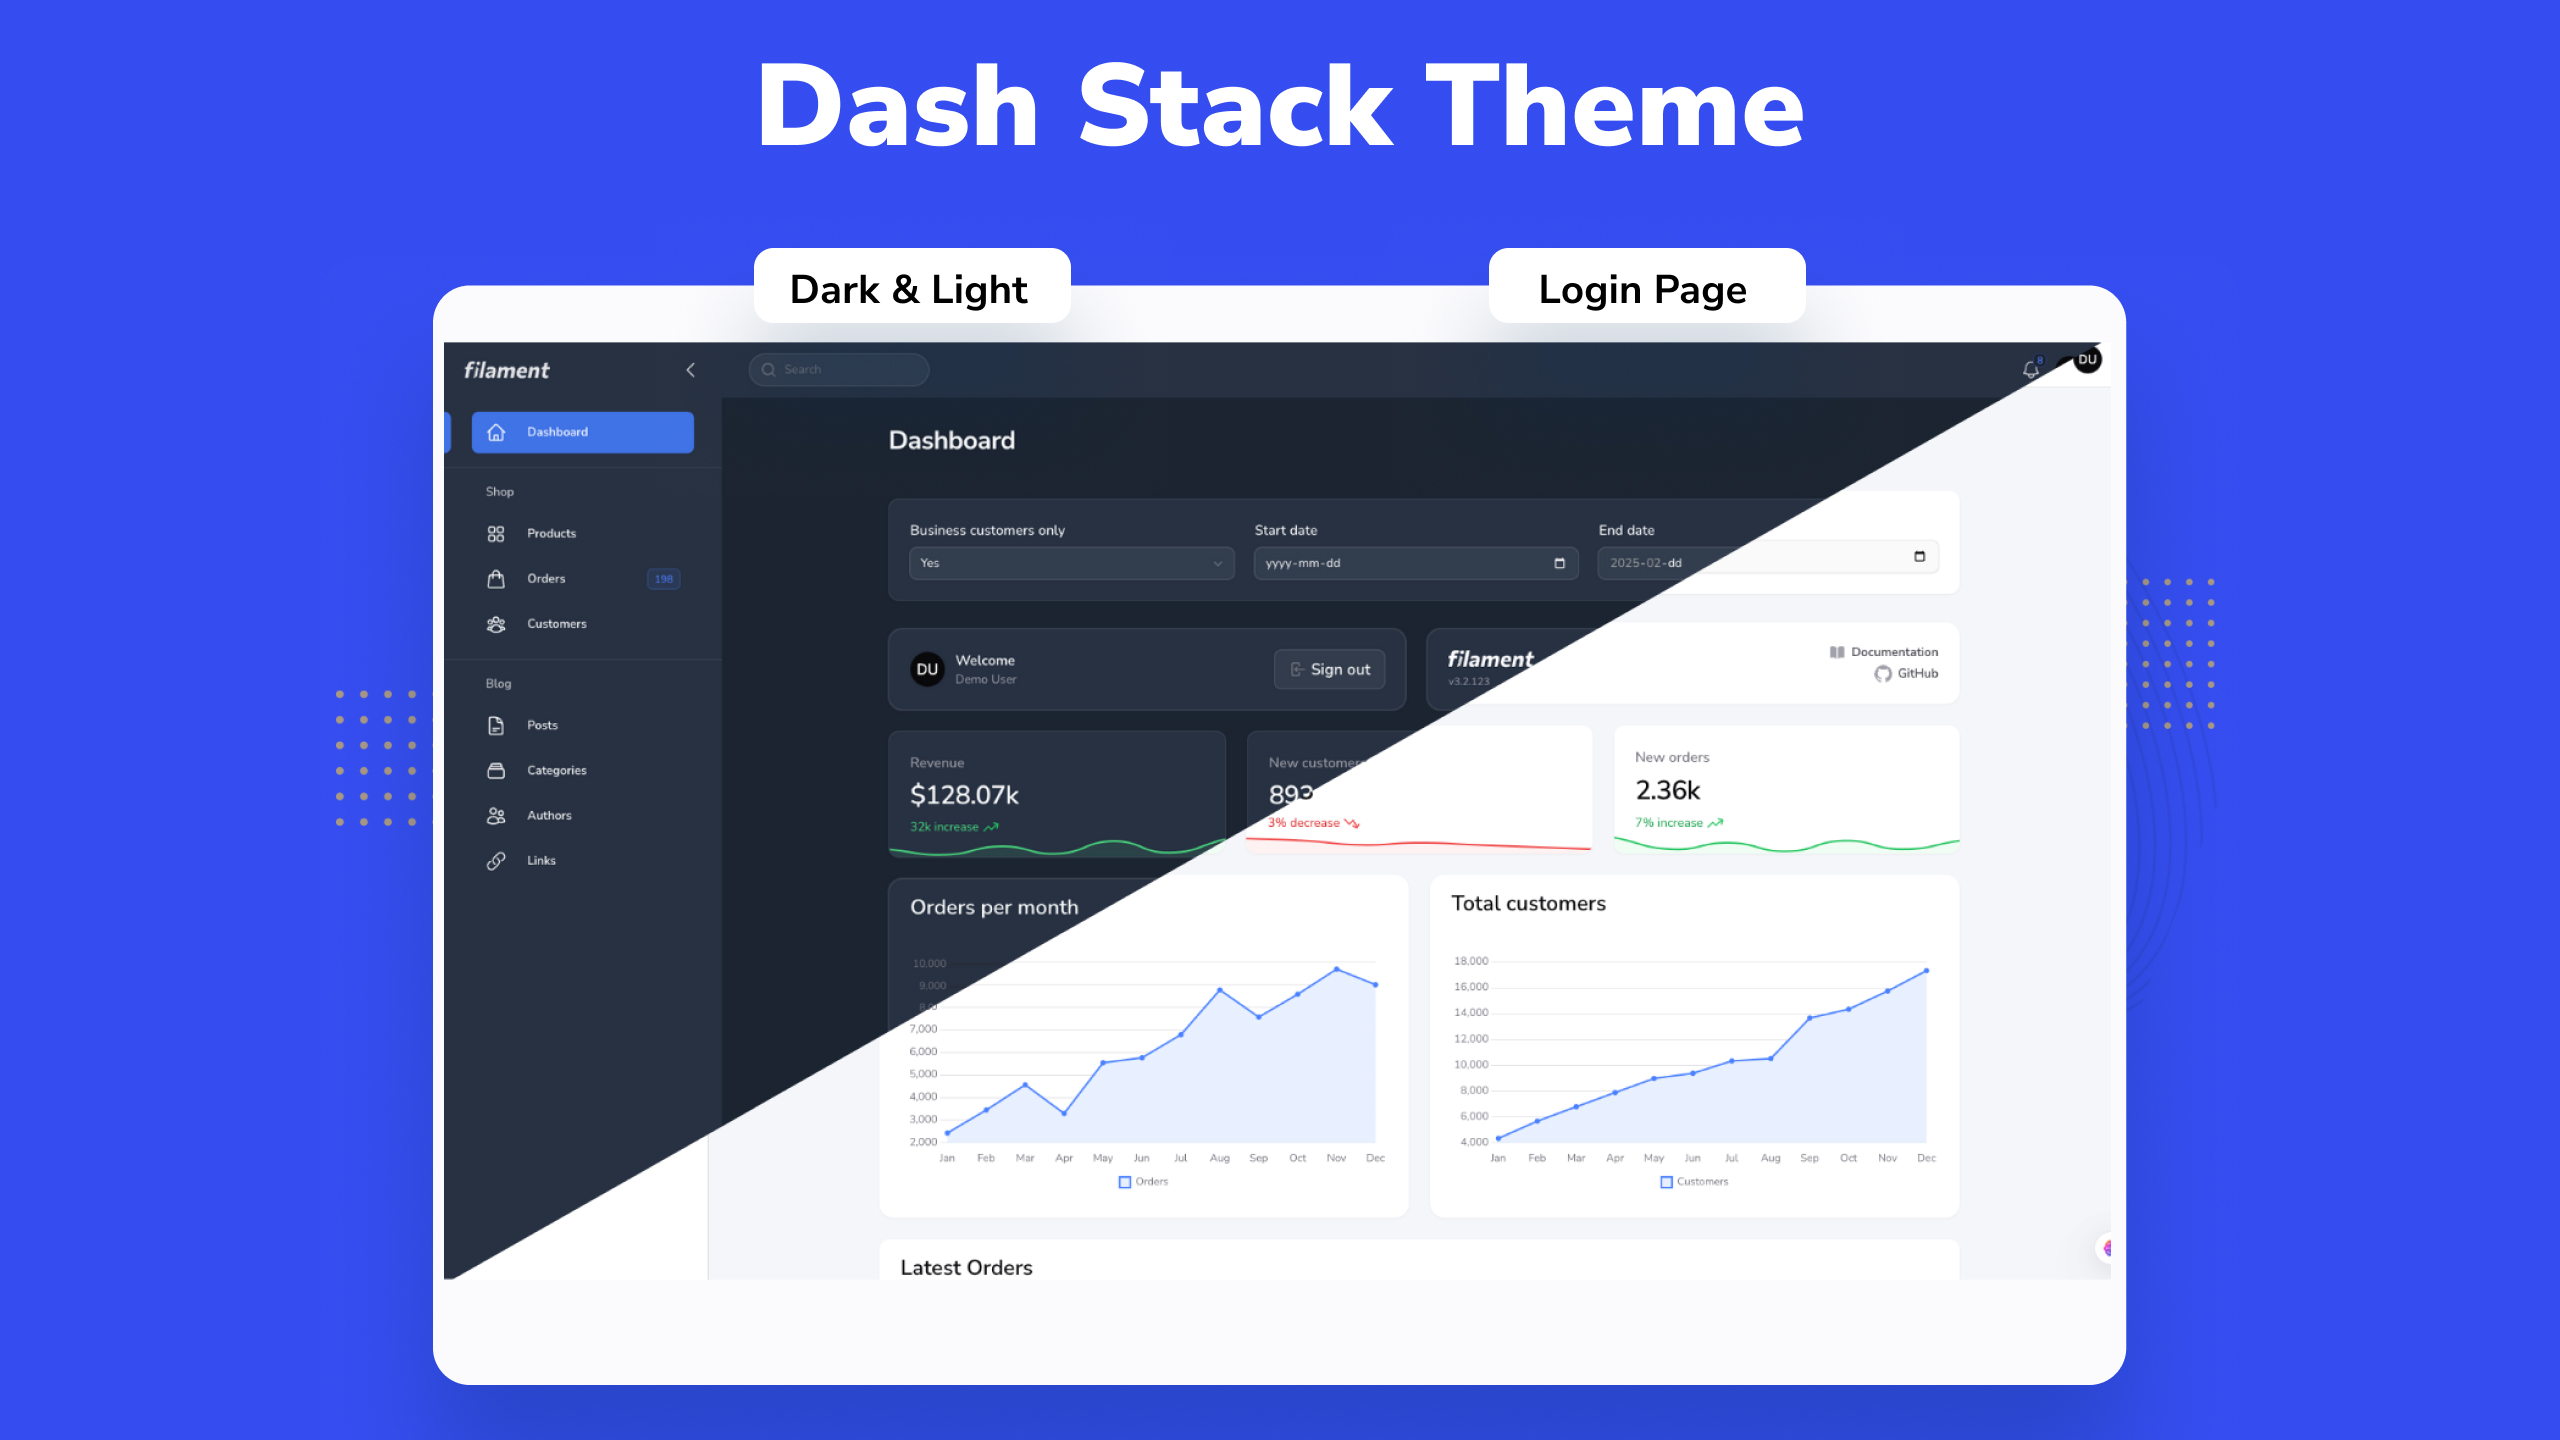 Dash Stack Theme
Dark & Light
Login Page
filament
Search
8
DU
Dashboard
Shop
Products
Orders
198
Customers
Blog
Posts
Categories
Authors
Links
Dashboard
Business customers only
Start date
End date
Yes
yyyy-mm-dd
2025-02-dd
DU
Welcome
Demo User
Sign out
filament
v3.2.123
Documentation
GitHub
Revenue
$128.07k
32k increase
New customers
893
3% decrease
New orders
2.36k
7% increase
Orders per month
10,000
9,000
7,000
6,000
5,000
4,000
3,000
2,000
Jan Feb Mar Apr May Jun Jul Aug Sep Oct Nov Dec
Orders
Total customers
18,000
16,000
14,000
12,000
10,000
8,000
6,000
4,000
Jan Feb Mar Apr May Jun Jul Aug Sep Oct Nov Dec
Customers
Latest Orders